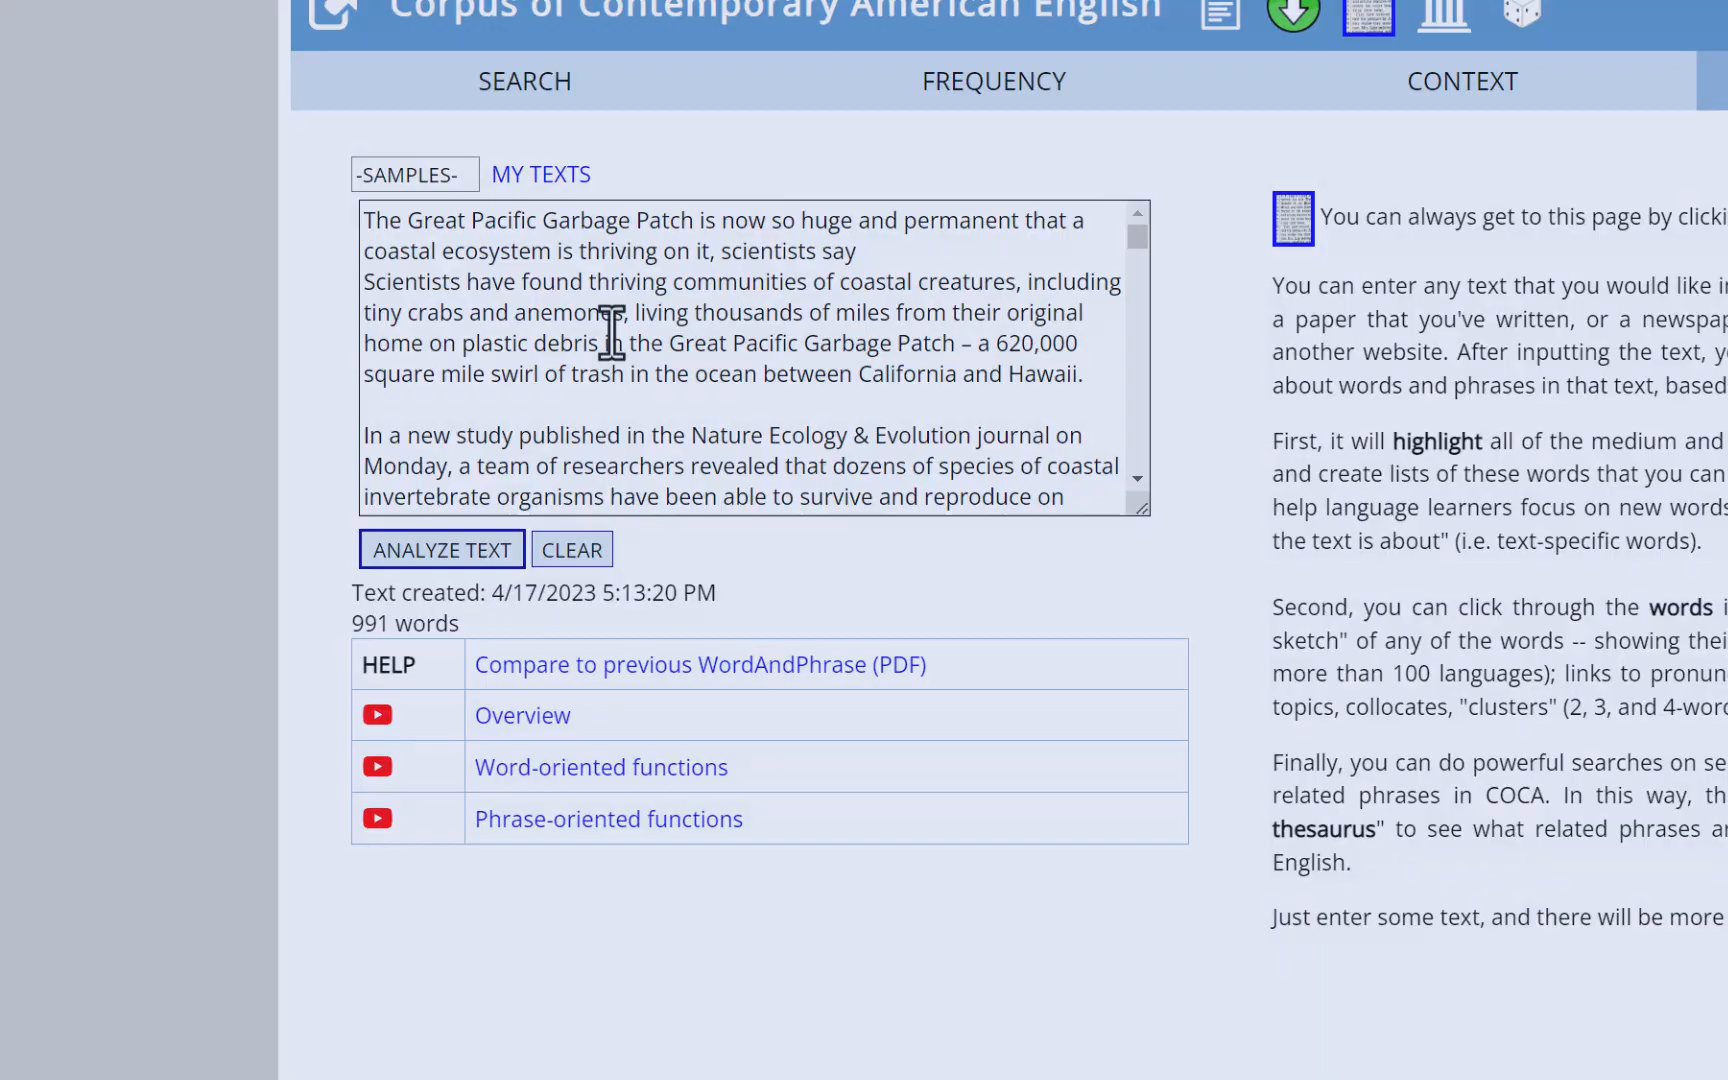 Corpus of Contemporary American English
SEARCH
FREQUENCY
CONTEXT
-SAMPLES-
MY TEXTS
The Great Pacific Garbage Patch is now so huge and permanent that a
coastal ecosystem is thriving on it, scientists say
Scientists have found thriving communities of coastal creatures, including
tiny crabs and anemones, living thousands of miles from their original
home on plastic debris in the Great Pacific Garbage Patch – a 620,000
square mile swirl of trash in the ocean between California and Hawaii.
In a new study published in the Nature Ecology & Evolution journal on
Monday, a team of researchers revealed that dozens of species of coastal
invertebrate organisms have been able to survive and reproduce on
ANALYZE TEXT
CLEAR
Text created: 4/17/2023 5:13:20 PM
991 words
HELP
Compare to previous WordAndPhrase (PDF)
Overview
Word-oriented functions
Phrase-oriented functions
You can always get to this page by clicki
You can enter any text that you would like i
a paper that you've written, or a newspap
another website. After inputting the text, y
about words and phrases in that text, based
First, it will highlight all of the medium and
and create lists of these words that you can
help language learners focus on new words
the text is about" (i.e. text-specific words).
Second, you can click through the words i
sketch" of any of the words -- showing thei
more than 100 languages); links to pronun
topics, collocates, "clusters" (2, 3, and 4-word
Finally, you can do powerful searches on se
related phrases in COCA. In this way, th
thesaurus" to see what related phrases a
English.
Just enter some text, and there will be more